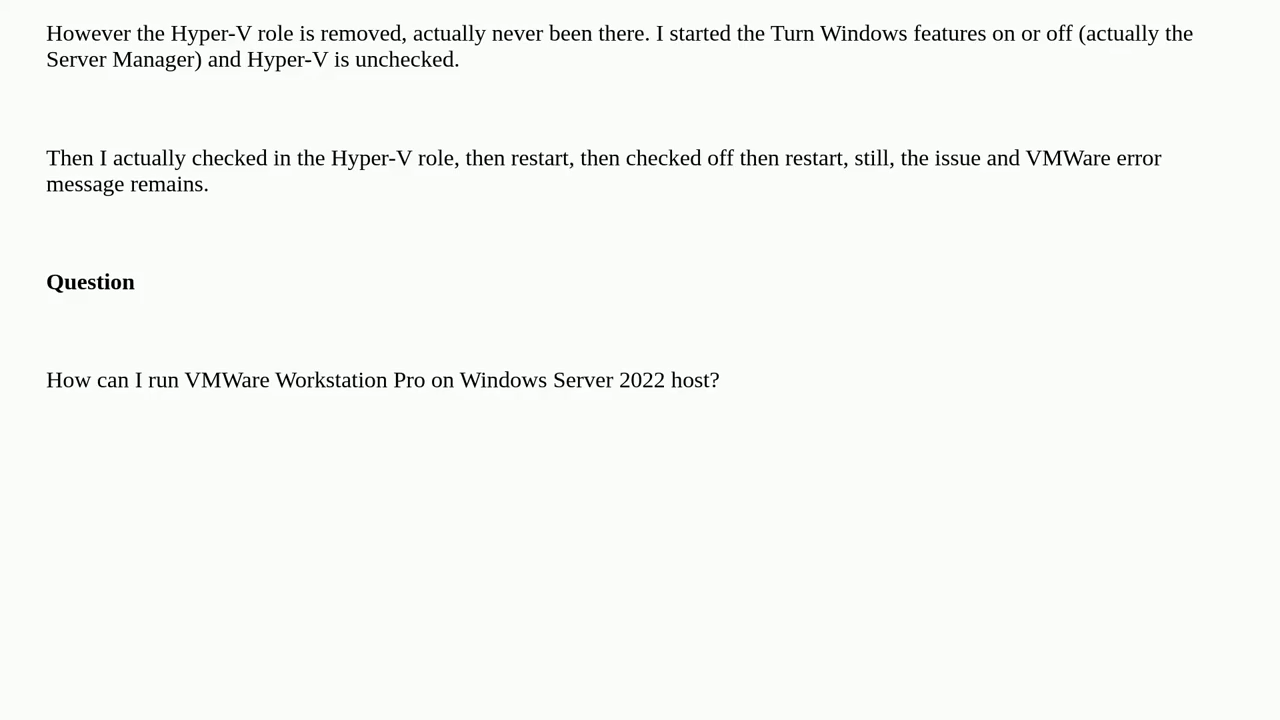 However the Hyper-V role is removed, actually never been there. I started the Turn Windows features on or off (actually the
Server Manager) and Hyper-V is unchecked.
Then I actually checked in the Hyper-V role, then restart, then checked off then restart, still, the issue and VMWare error
message remains.
Question
How can I run VMWare Workstation Pro on Windows Server 2022 host?